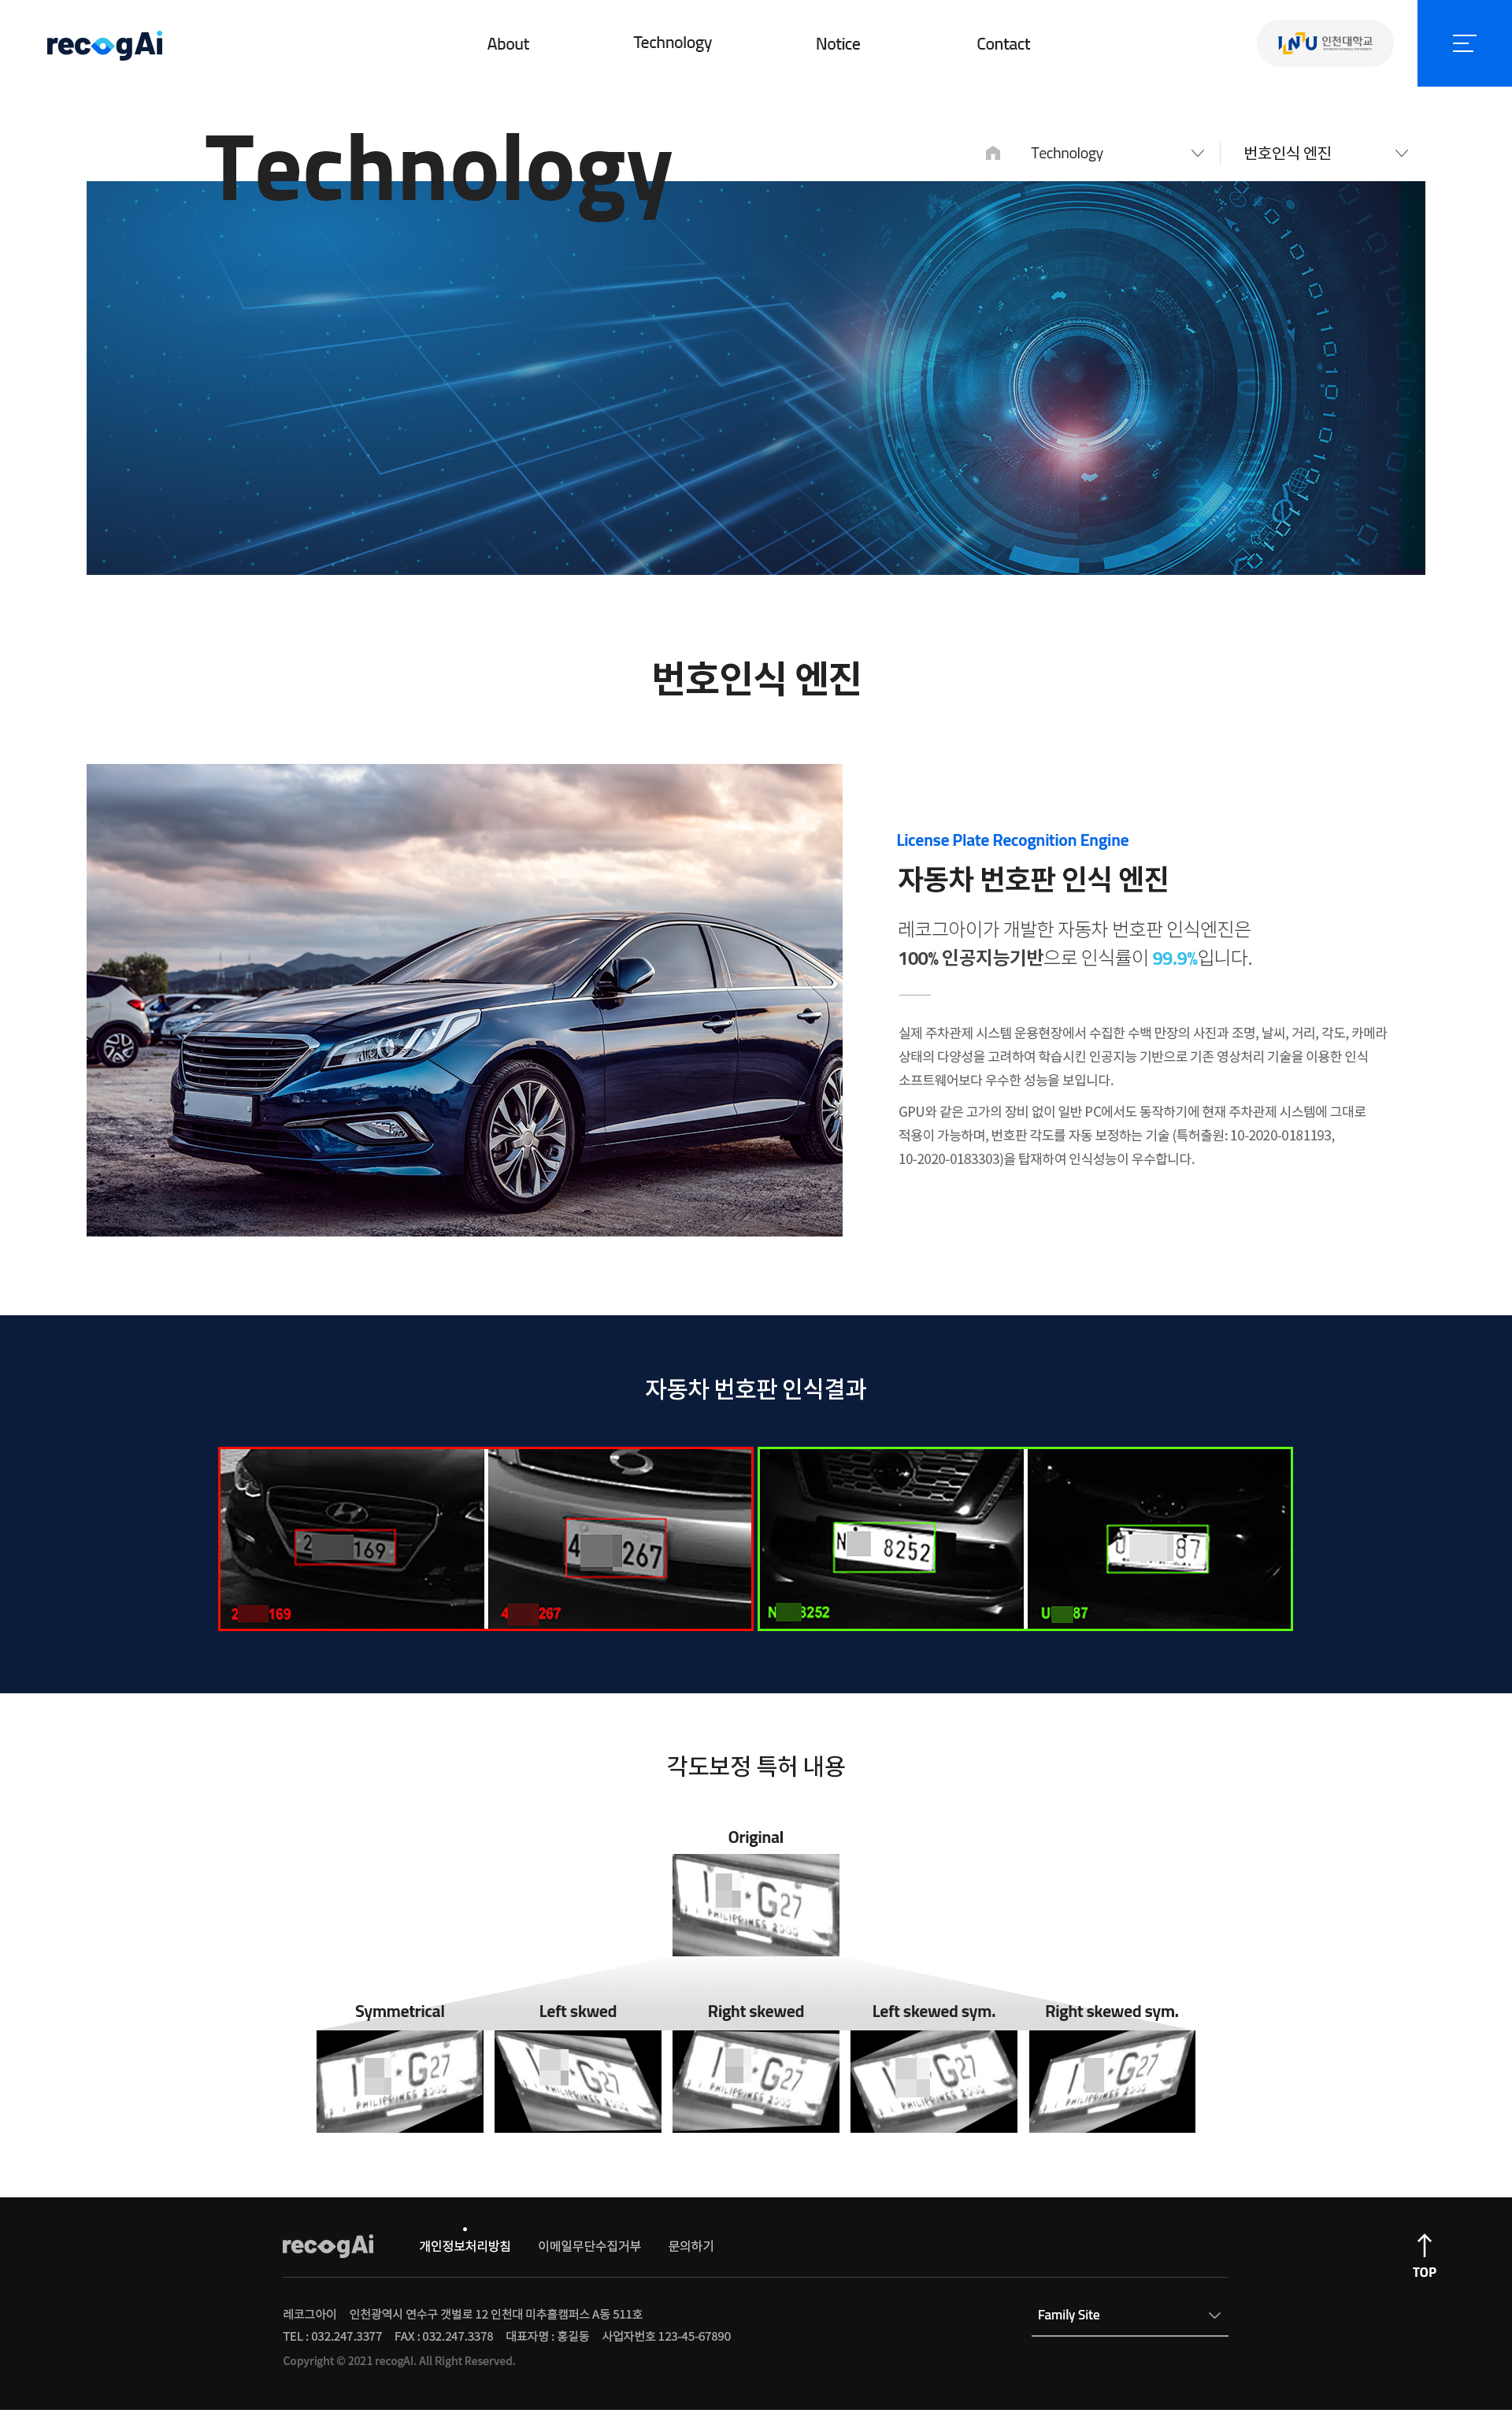 recogAi
About
Technology
Notice
Contact
INU 인천대학교
Technology
Technology
번호인식 엔진
번호인식 엔진
License Plate Recognition Engine
자동차 번호판 인식 엔진
레코그아이가 개발한 자동차 번호판 인식엔진은
100% 인공지능기반으로 인식률이 99.9%입니다.
실제 주차관제 시스템 운용현장에서 수집한 수백 만장의 사진과 조명, 날씨, 거리, 각도, 카메라
상태의 다양성을 고려하여 학습시킨 인공지능 기반으로 기존 영상처리 기술을 이용한 인식
소프트웨어보다 우수한 성능을 보입니다.
GPU와 같은 고가의 장비 없이 일반 PC에서도 동작하기에 현재 주차관제 시스템에 그대로
적용이 가능하며, 번호판 각도를 자동 보정하는 기술 (특허출원: 10-2020-0181193,
10-2020-0183303)을 탑재하여 인식성능이 우수합니다.
자동차 번호판 인식결과
2 169
4 267
N 8252
U 87
2 169
4 267
N 8252
U 87
각도보정 특허 내용
Original
I G27
PHILIPPINES 2000
Symmetrical
Left skwed
Right skewed
Left skewed sym.
Right skewed sym.
I G27
PHILIPPINES 2000
I G27
PHILIPPINES 2000
I G27
PHILIPPINES 2000
I G27
PHILIPPINES 2000
I G27
PHILIPPINES 2000
recogAi
개인정보처리방침
이메일무단수집거부
문의하기
TOP
레코그아이 인천광역시 연수구 갯벌로 12 인천대 미추홀캠퍼스 A동 511호
TEL : 032.247.3377 FAX : 032.247.3378 대표자명 : 홍길동 사업자번호 123-45-67890
Copyright © 2021 recogAI. All Right Reserved.
Family Site